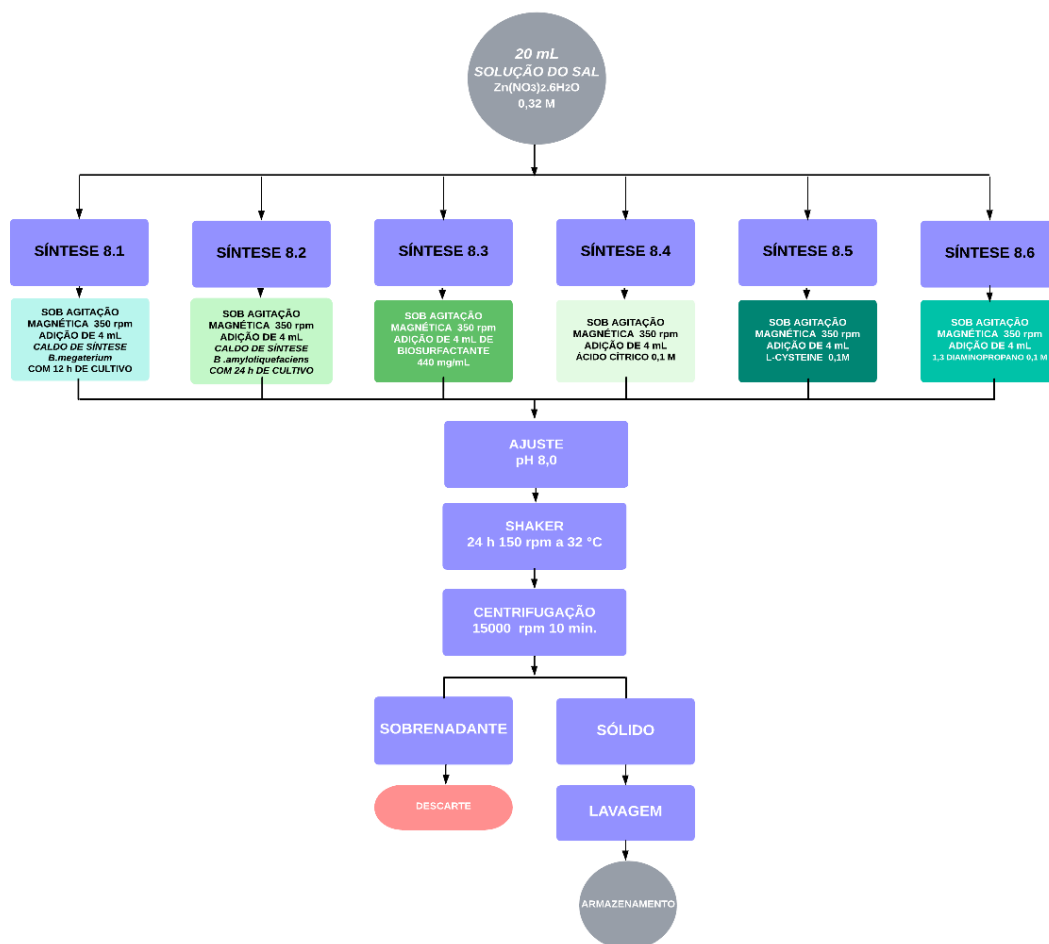 20 mL
SOLUÇÃO DO SAL
Zn(NO3)2.6H2O
0,32 M
SÍNTESE 8.1
SÍNTESE 8.2
SÍNTESE 8.3
SÍNTESE 8.4
SÍNTESE 8.5
SÍNTESE 8.6
SOB AGITAÇÃO
MAGNÉTICA 350 rpm
ADIÇÃO DE 4 mL
CALDO DE SÍNTESE
B.megaterium
COM 12 h DE CULTIVO
SOB AGITAÇÃO
MAGNÉTICA 350 rpm
ADIÇÃO DE 4 mL
CALDO DE SÍNTESE
B .amyloliquefaciens
COM 24 h DE CULTIVO
SOB AGITAÇÃO
MAGNÉTICA 350 rpm
ADIÇÃO DE 4 mL DE
BIOSURFACTANTE
440 mg/mL
SOB AGITAÇÃO
MAGNÉTICA 350 rpm
ADIÇÃO DE 4 mL
ÁCIDO CÍTRICO 0,1 M
SOB AGITAÇÃO
MAGNÉTICA 350 rpm
ADIÇÃO DE 4 mL
L-CYSTEINE 0,1M
SOB AGITAÇÃO
MAGNÉTICA 350 rpm
ADIÇÃO DE 4 mL
1,3 DIAMINOPROPANO 0,1 M
AJUSTE
pH 8,0
SHAKER
24 h 150 rpm a 32 °C
CENTRIFUGAÇÃO
15000 rpm 10 min.
SOBRENADANTE
SÓLIDO
DESCARTE
LAVAGEM
ARMAZENAMENTO